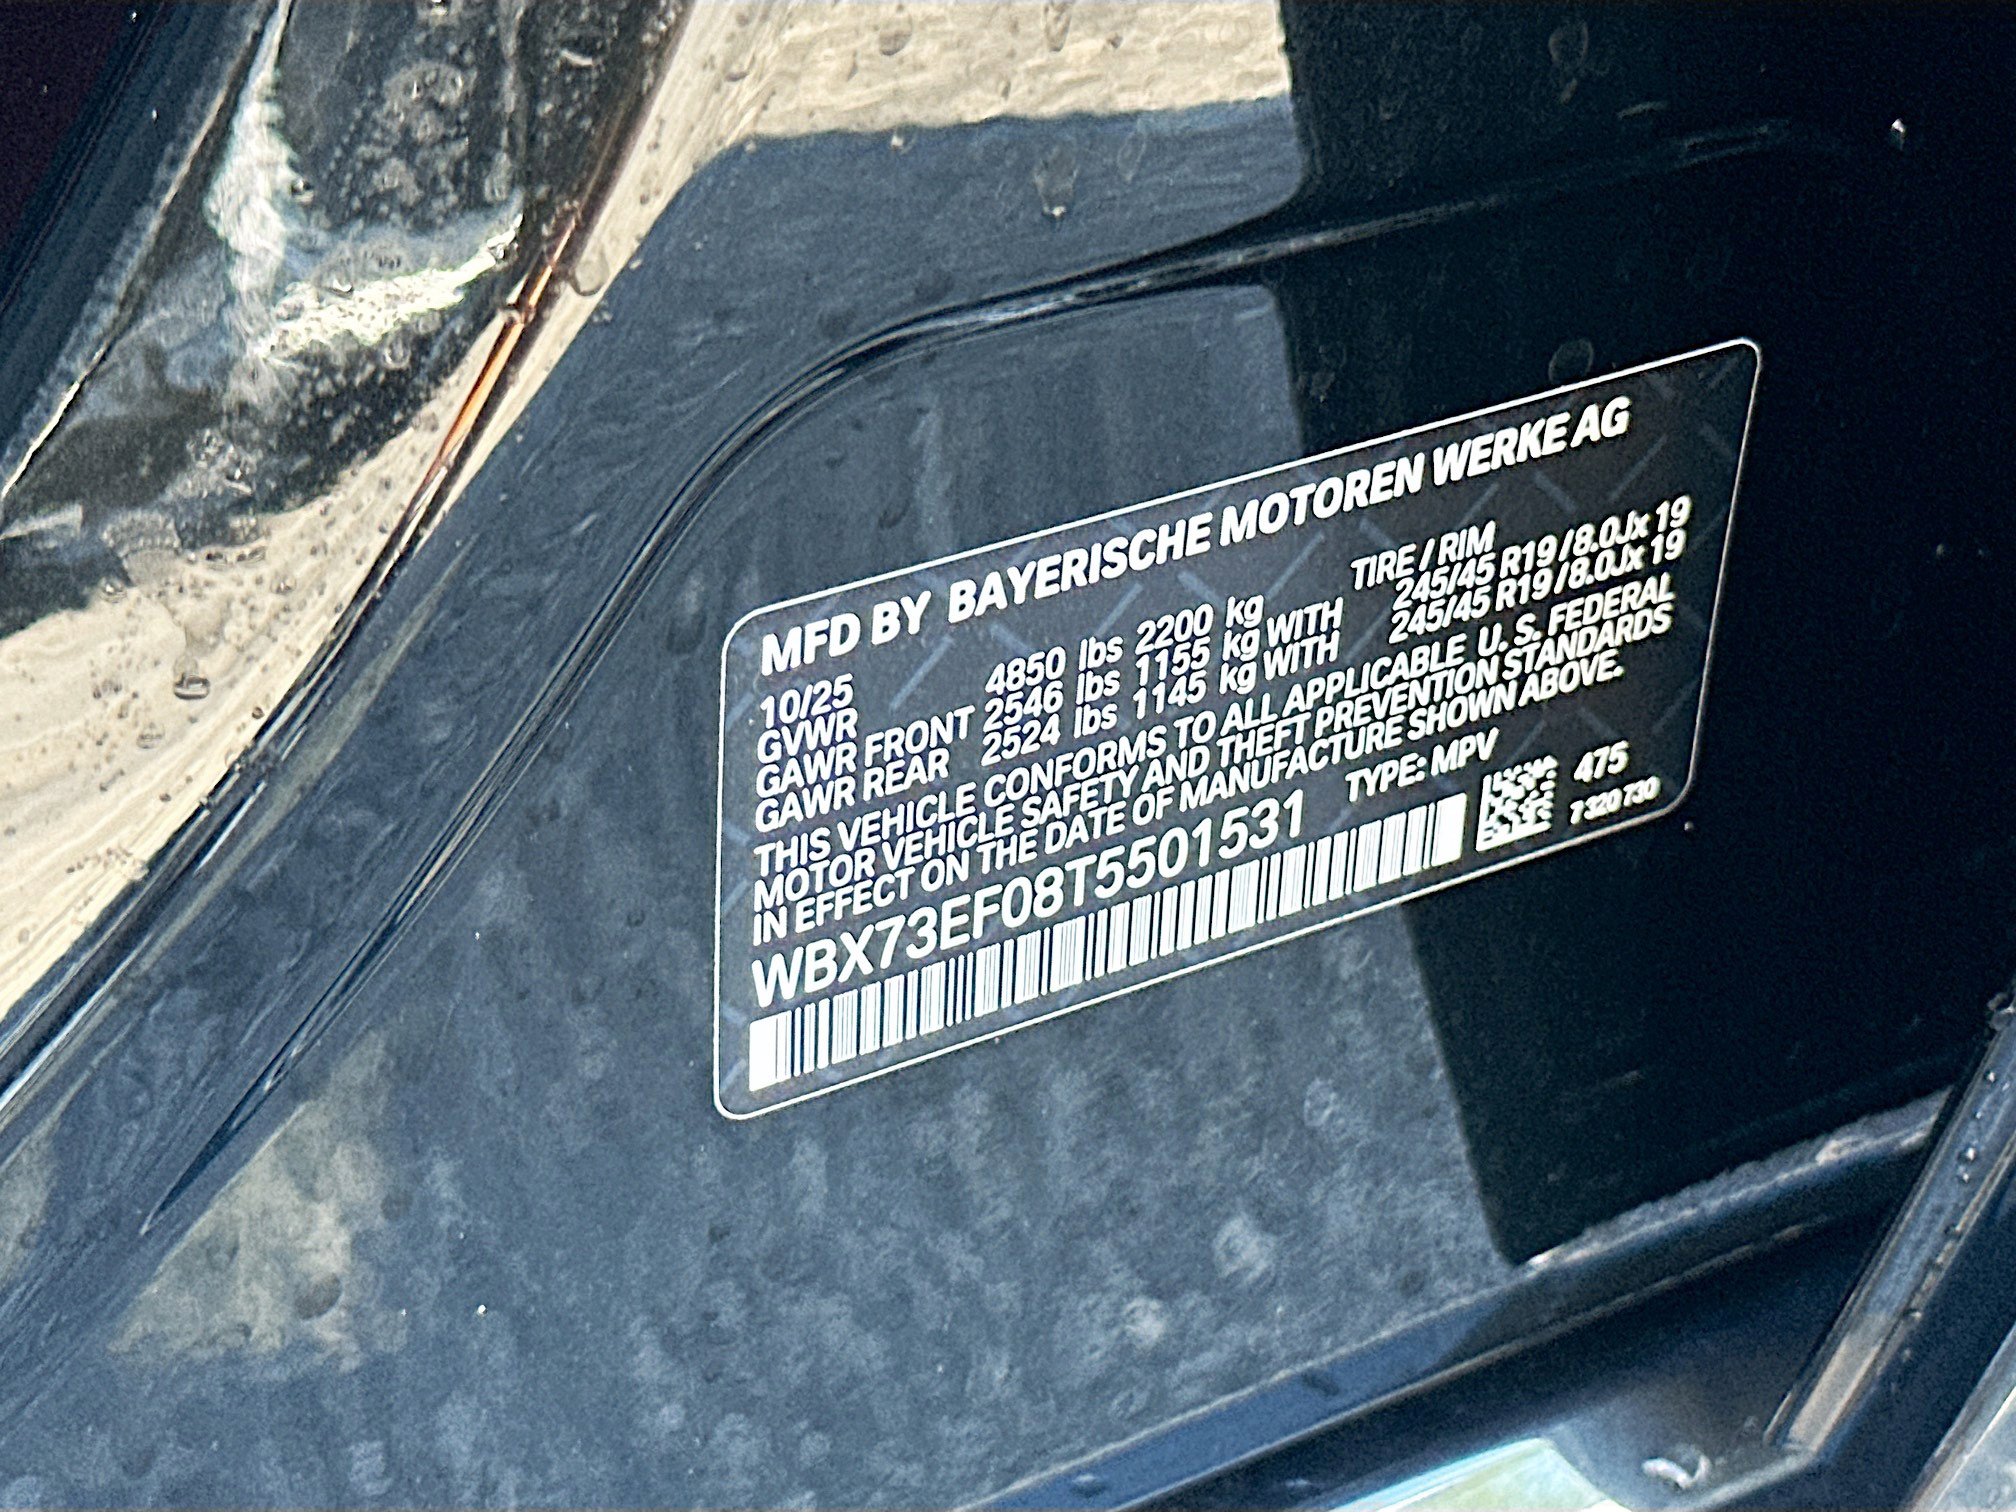 MFD BY BAYERISCHE MOTOREN WERKE AG
10/25 TIRE / RIM
GVWR 4850 lbs 2200 kg
GAWR FRONT 2546 lbs 1155 kg WITH 245/45 R19 /8.0Jx 19
GAWR REAR 2524 lbs 1145 kg WITH 245/45 R19 /8.0Jx 19
THIS VEHICLE CONFORMS TO ALL APPLICABLE U. S. FEDERAL
MOTOR VEHICLE SAFETY AND THEFT PREVENTION STANDARDS
IN EFFECT ON THE DATE OF MANUFACTURE SHOWN ABOVE.
WBX73EF08T5501531 TYPE: MPV
475
7 320 730